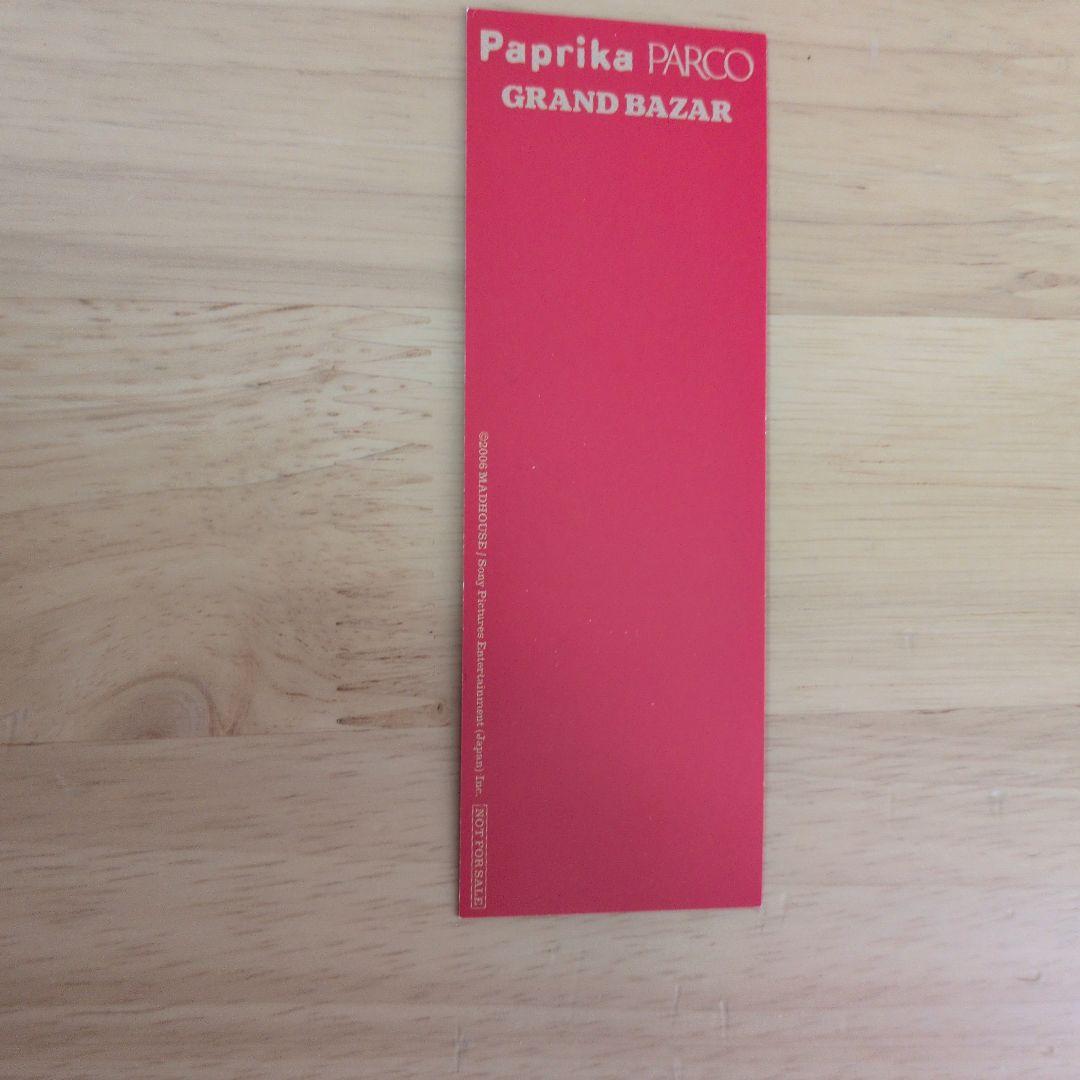 Paprika PARCO
GRAND BAZAR
©2006 MADHOUSE / Sony Pictures Entertainment (Japan) Inc. NOT FOR SALE